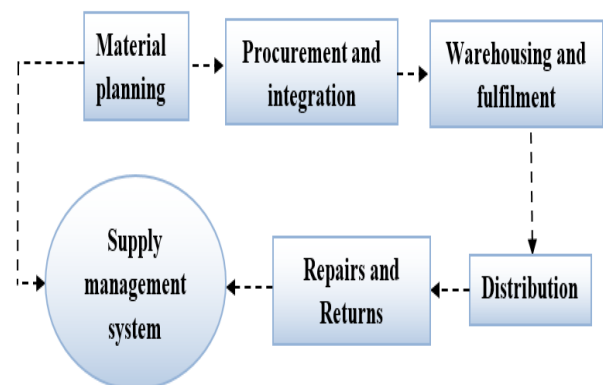 Material
planning
Procurement and
integration
Warehousing and
fulfilment
Supply
management
system
Repairs and
Returns
Distribution